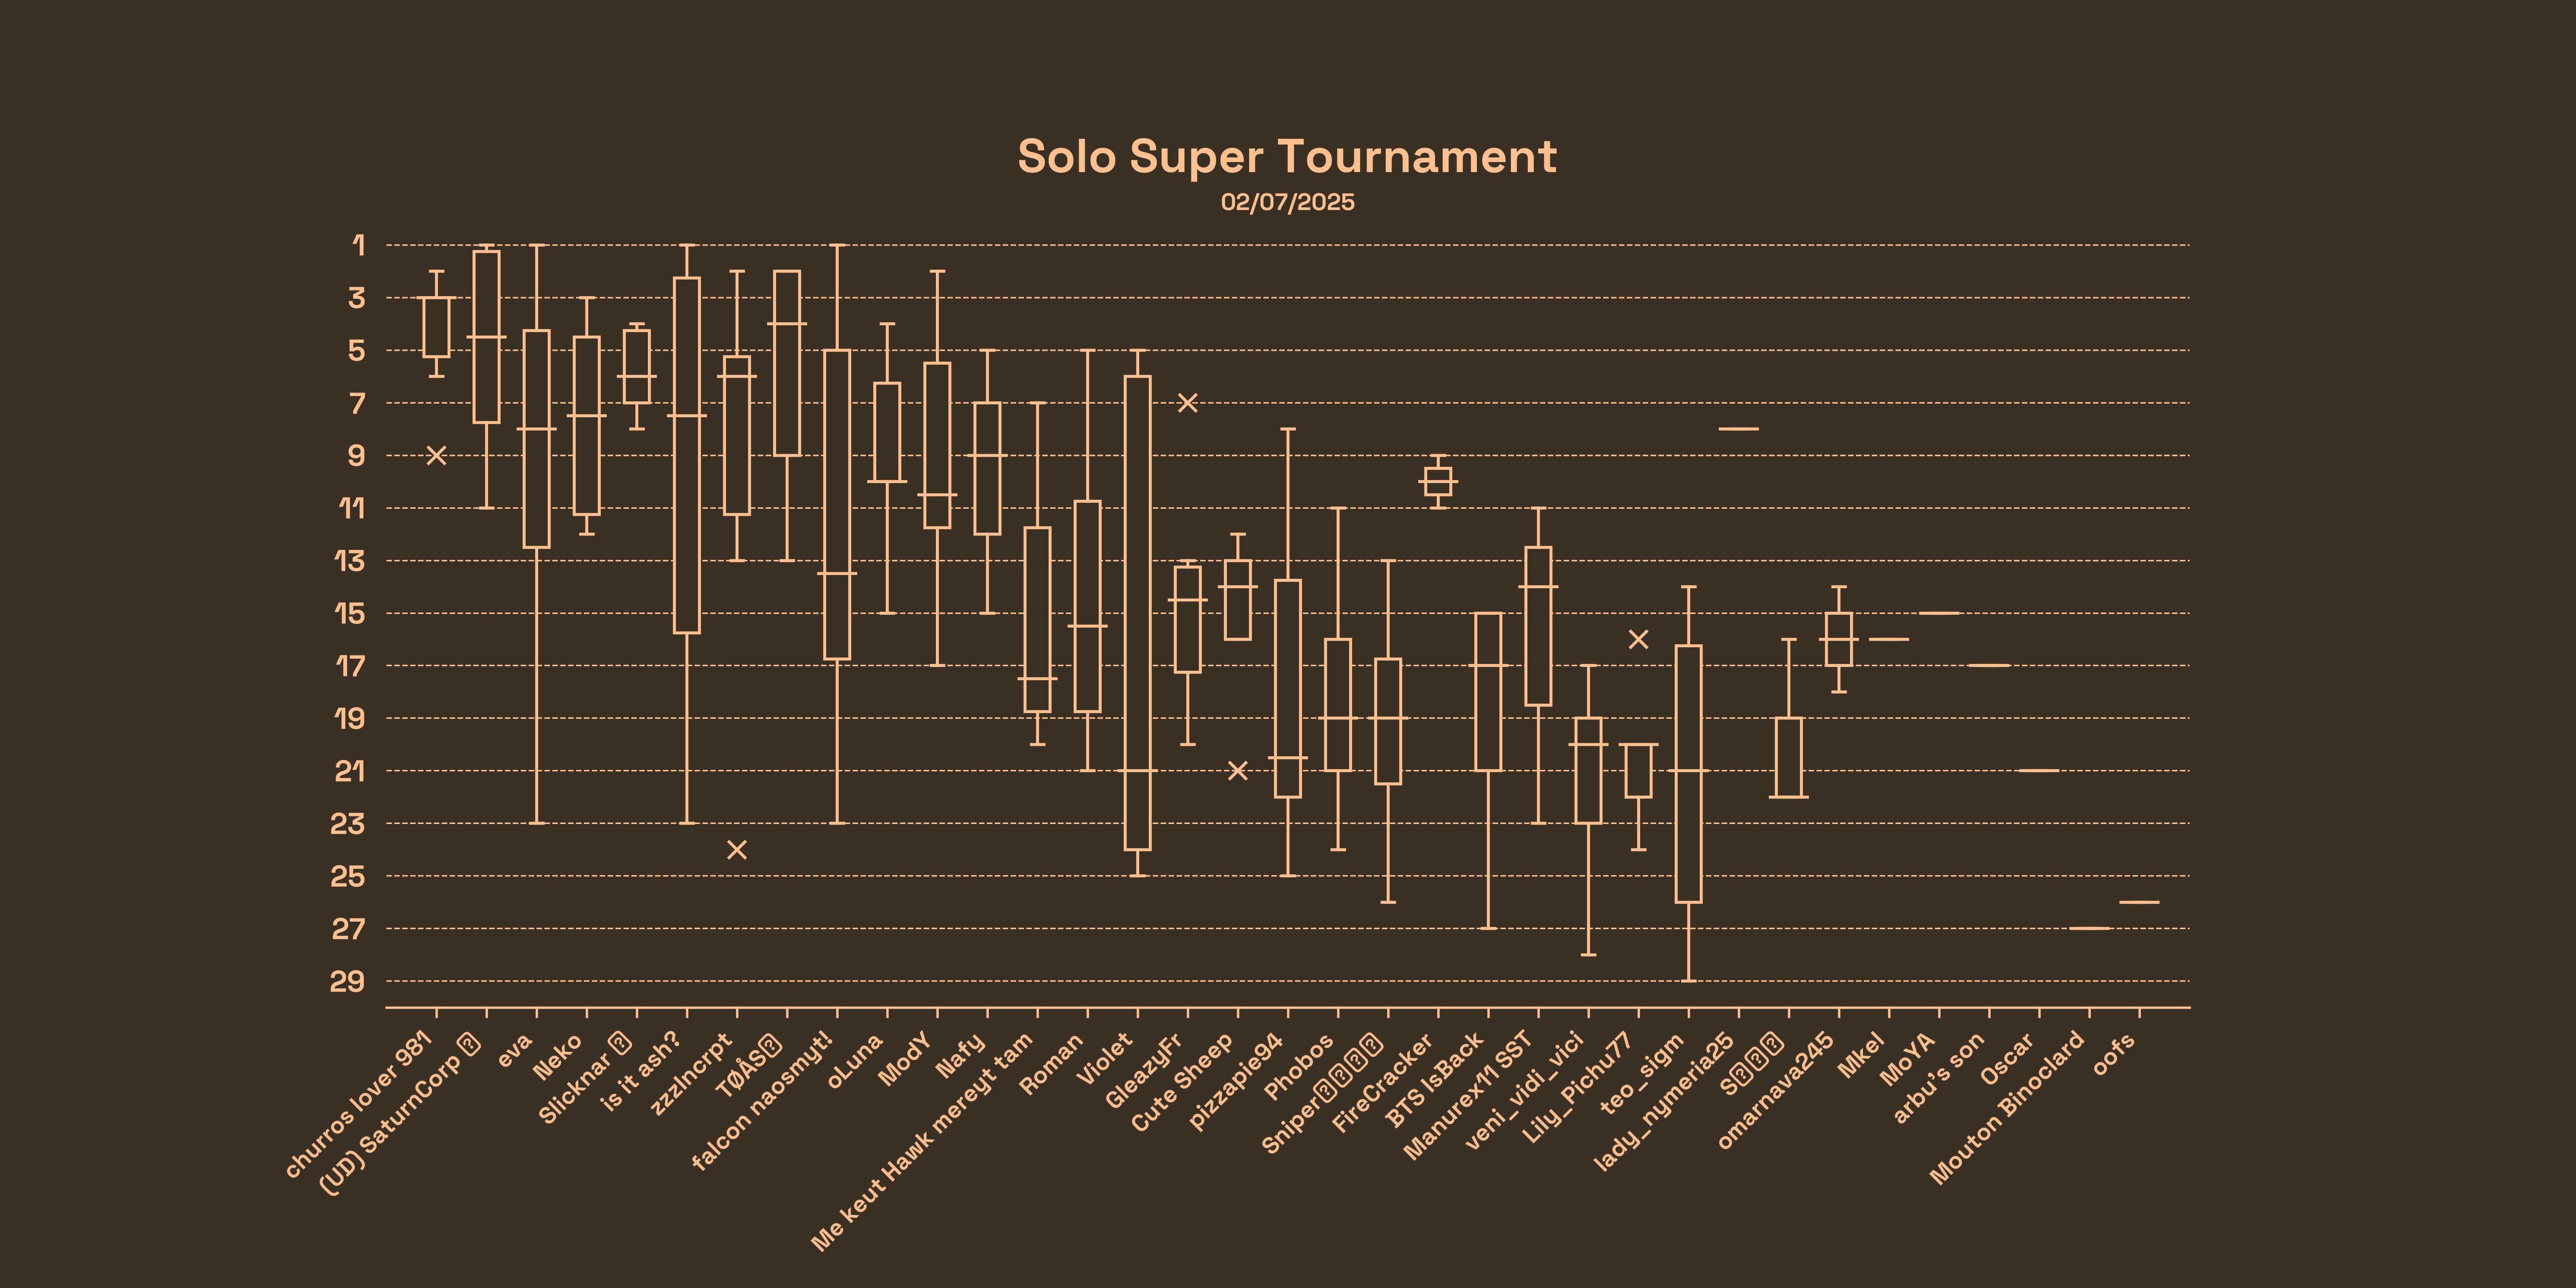 Solo Super Tournament
02/07/2025
1
3
5
7
9
11
13
15
17
19
21
23
25
27
29
churros lover 981
(UD) SaturnCorp �
eva
Neko
Slicknar �
is it ash?
zzzIncrpt
TØÅS�
falcon naosmyt!
oLuna
ModY
Nafy
Me keut Hawk mereyt tam
Roman
Violet
GleazyFr
Cute Sheep
pizzapie94
Phobos
Sniper����
FireCracker
BTS IsBack
Manurex11 SST
veni_vidi_vici
Lily_Pichu77
teo_sigm
lady_nymeria25
S���
omarnava245
Mkel
MoYA
arbu's son
Oscar
Mouton Binoclard
oofs